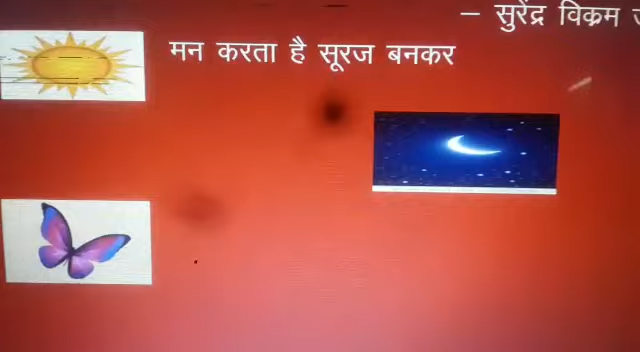 – सुरेंद्र विक्रम
मन करता है सूरज बनकर